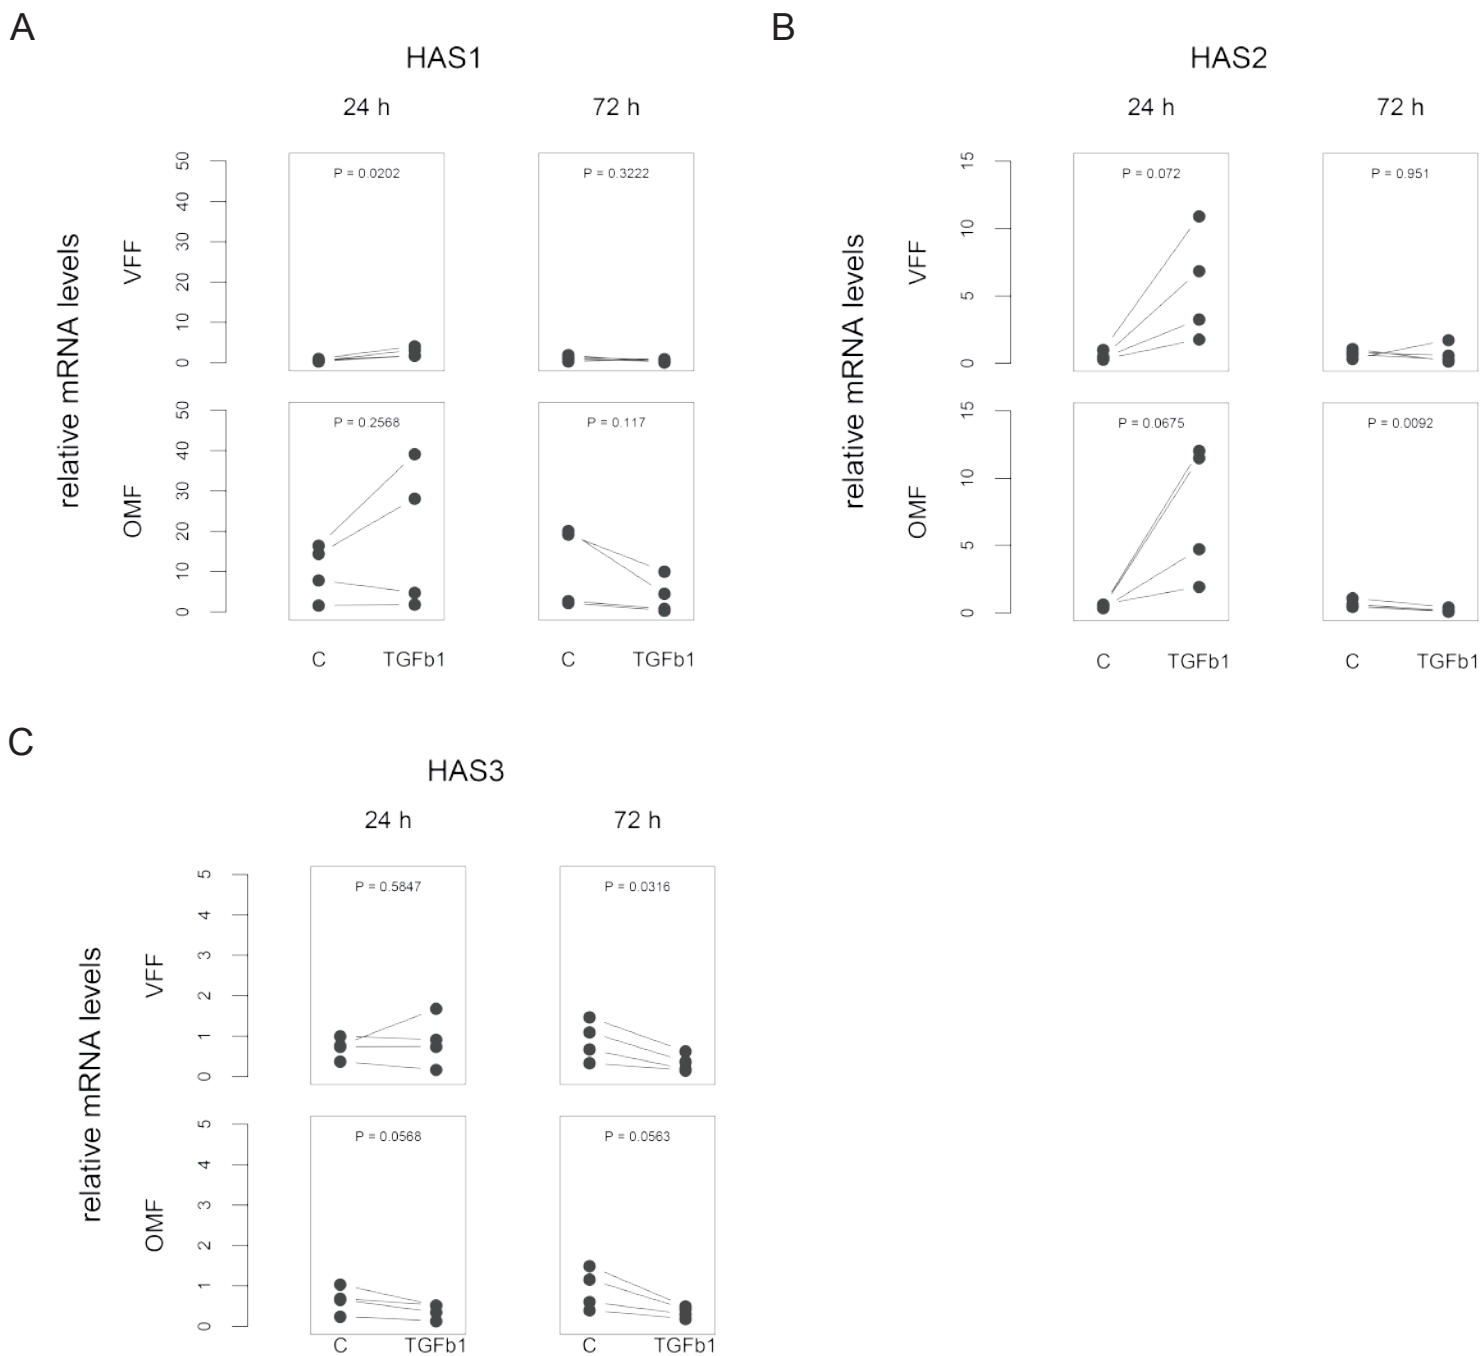 A
HAS1
24 h
72 h
relative mRNA levels
VFF
50
40
30
20
10
0
P = 0.0202
P = 0.3222
OMF
50
40
30
20
10
0
P = 0.2568
P = 0.117
C
TGFb1
C
TGFb1
B
HAS2
24 h
72 h
relative mRNA levels
VFF
15
10
5
0
P = 0.072
P = 0.951
OMF
15
10
5
0
P = 0.0675
P = 0.0092
C
TGFb1
C
TGFb1
C
HAS3
24 h
72 h
relative mRNA levels
VFF
5
4
3
2
1
0
P = 0.5847
P = 0.0316
OMF
5
4
3
2
1
0
P = 0.0568
P = 0.0563
C
TGFb1
C
TGFb1